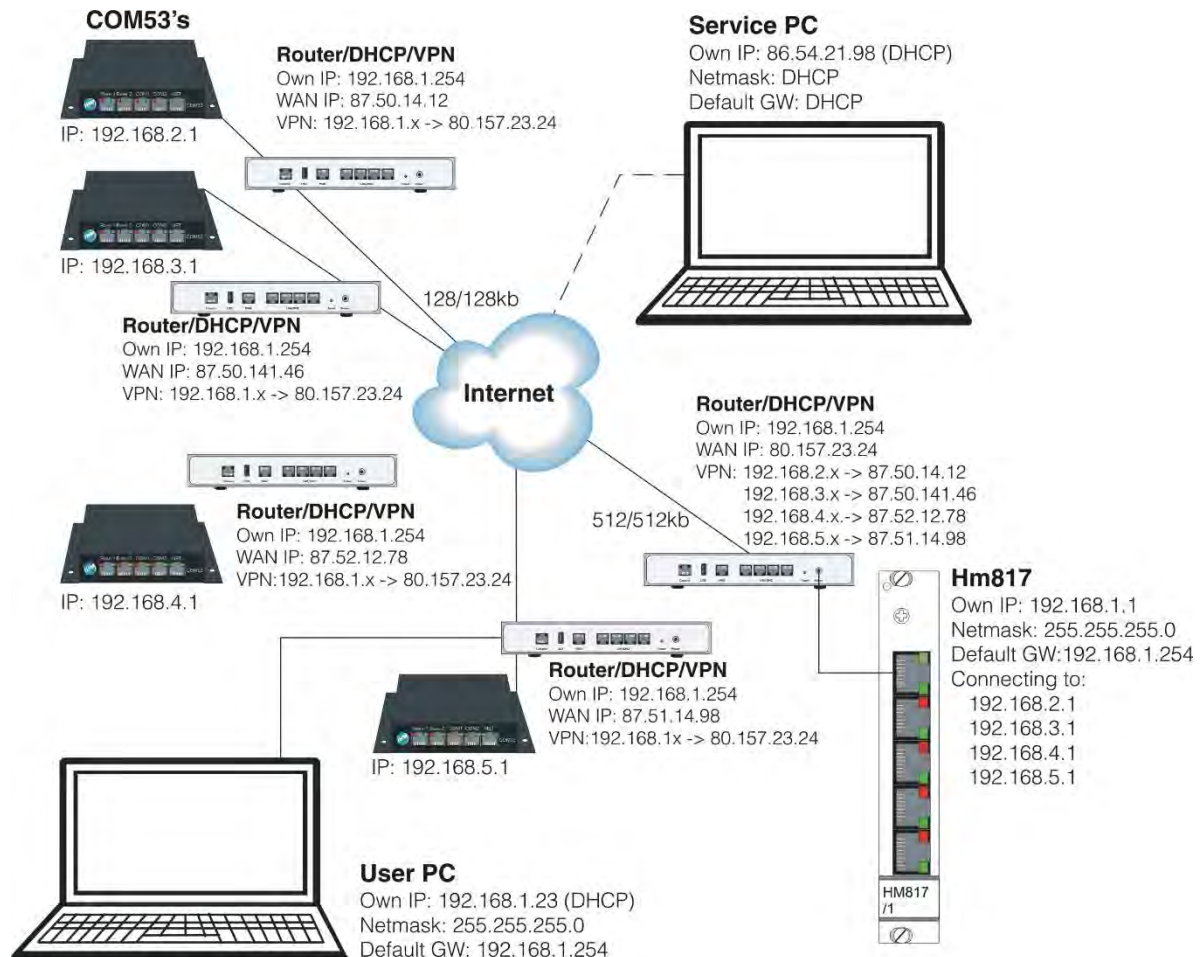 COM53's
IP: 192.168.2.1
Router/DHCP/VPN
Own IP: 192.168.1.254
WAN IP: 87.50.14.12
VPN: 192.168.1.x -> 80.157.23.24
Service PC
Own IP: 86.54.21.98 (DHCP)
Netmask: DHCP
Default GW: DHCP
IP: 192.168.3.1
Router/DHCP/VPN
Own IP: 192.168.1.254
WAN IP: 87.50.141.46
VPN: 192.168.1.x -> 80.157.23.24
128/128kb
Internet
Router/DHCP/VPN
Own IP: 192.168.1.254
WAN IP: 80.157.23.24
VPN: 192.168.2.x -> 87.50.14.12
192.168.3.x -> 87.50.141.46
192.168.4.x.-> 87.52.12.78
192.168.5.x -> 87.51.14.98
512/512kb
IP: 192.168.4.1
Router/DHCP/VPN
Own IP: 192.168.1.254
WAN IP: 87.52.12.78
VPN:192.168.1.x -> 80.157.23.24
IP: 192.168.5.1
Router/DHCP/VPN
Own IP: 192.168.1.254
WAN IP: 87.51.14.98
VPN:192.168.1x -> 80.157.23.24
Hm817
Own IP: 192.168.1.1
Netmask: 255.255.255.0
Default GW:192.168.1.254
Connecting to:
192.168.2.1
192.168.3.1
192.168.4.1
192.168.5.1
HM817
/1
User PC
Own IP: 192.168.1.23 (DHCP)
Netmask: 255.255.255.0
Default GW: 192.168.1.254